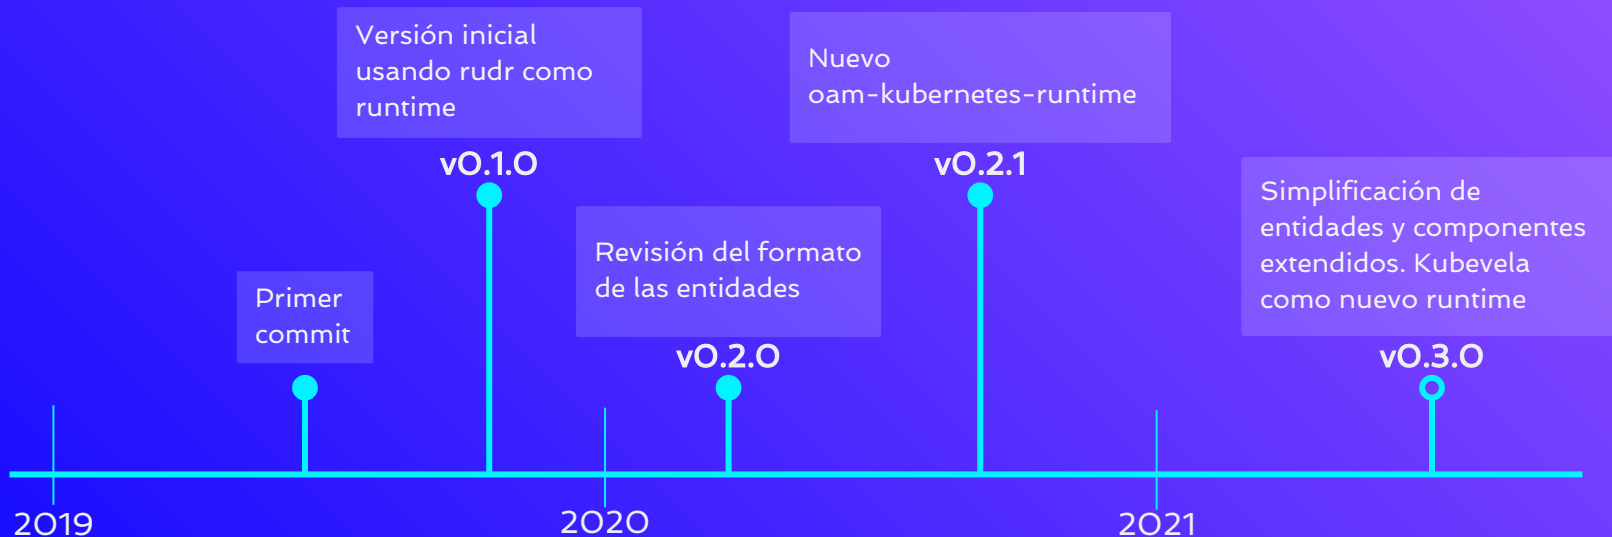 Versión inicial
usando rudr como
runtime
v0.1.0
Nuevo
oam-kubernetes-runtime
v0.2.1
Simplificación de
entidades y componentes
extendidos. Kubevela
como nuevo runtime
v0.3.0
Revisión del formato
de las entidades
v0.2.0
Primer
commit
2019
2020
2021